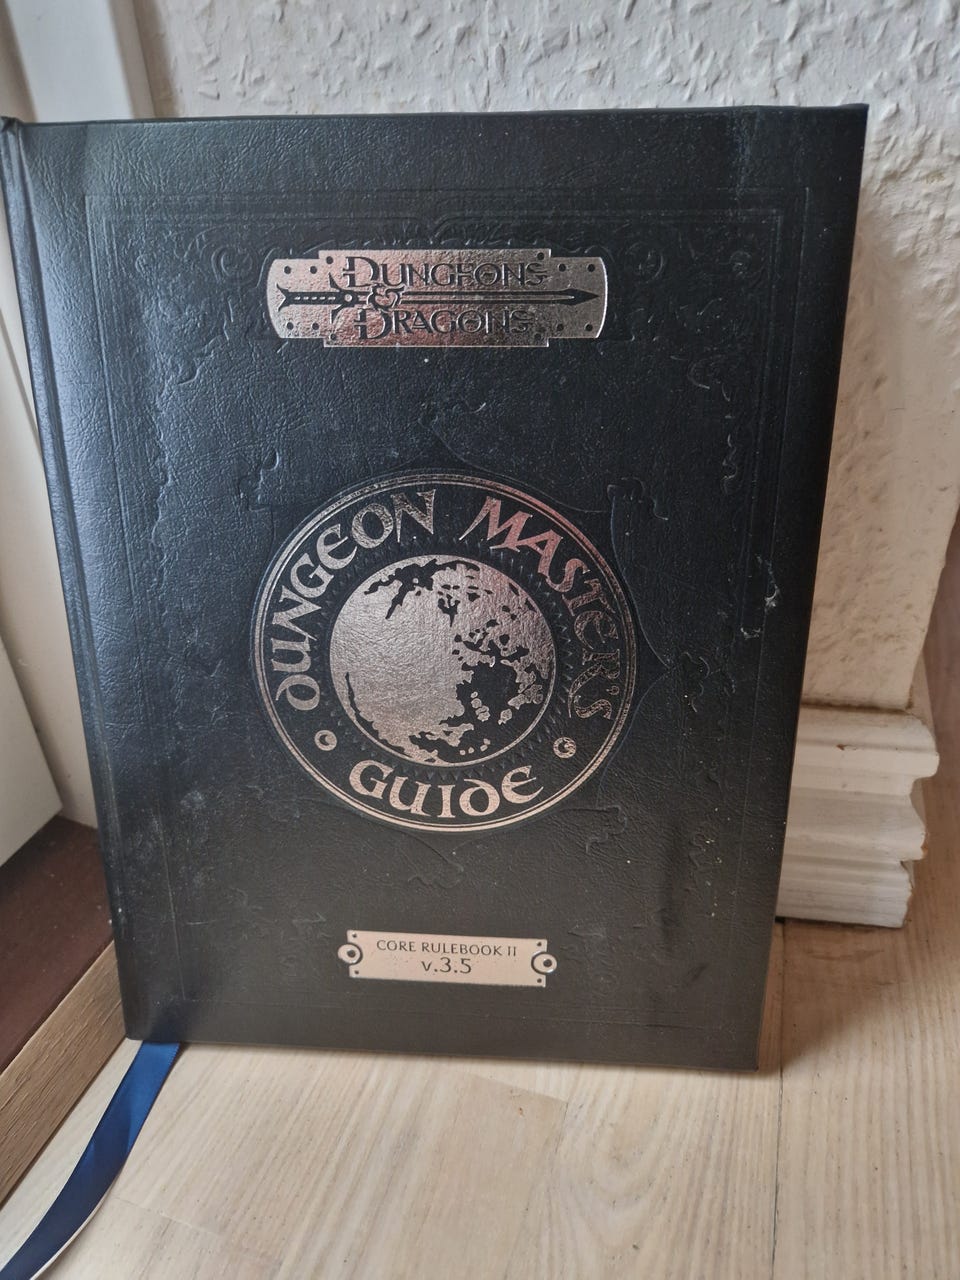 DUNGEONS
&
DRAGONS
DUNGEON MASTER'S
GUIDE
CORE RULEBOOK II
v.3.5